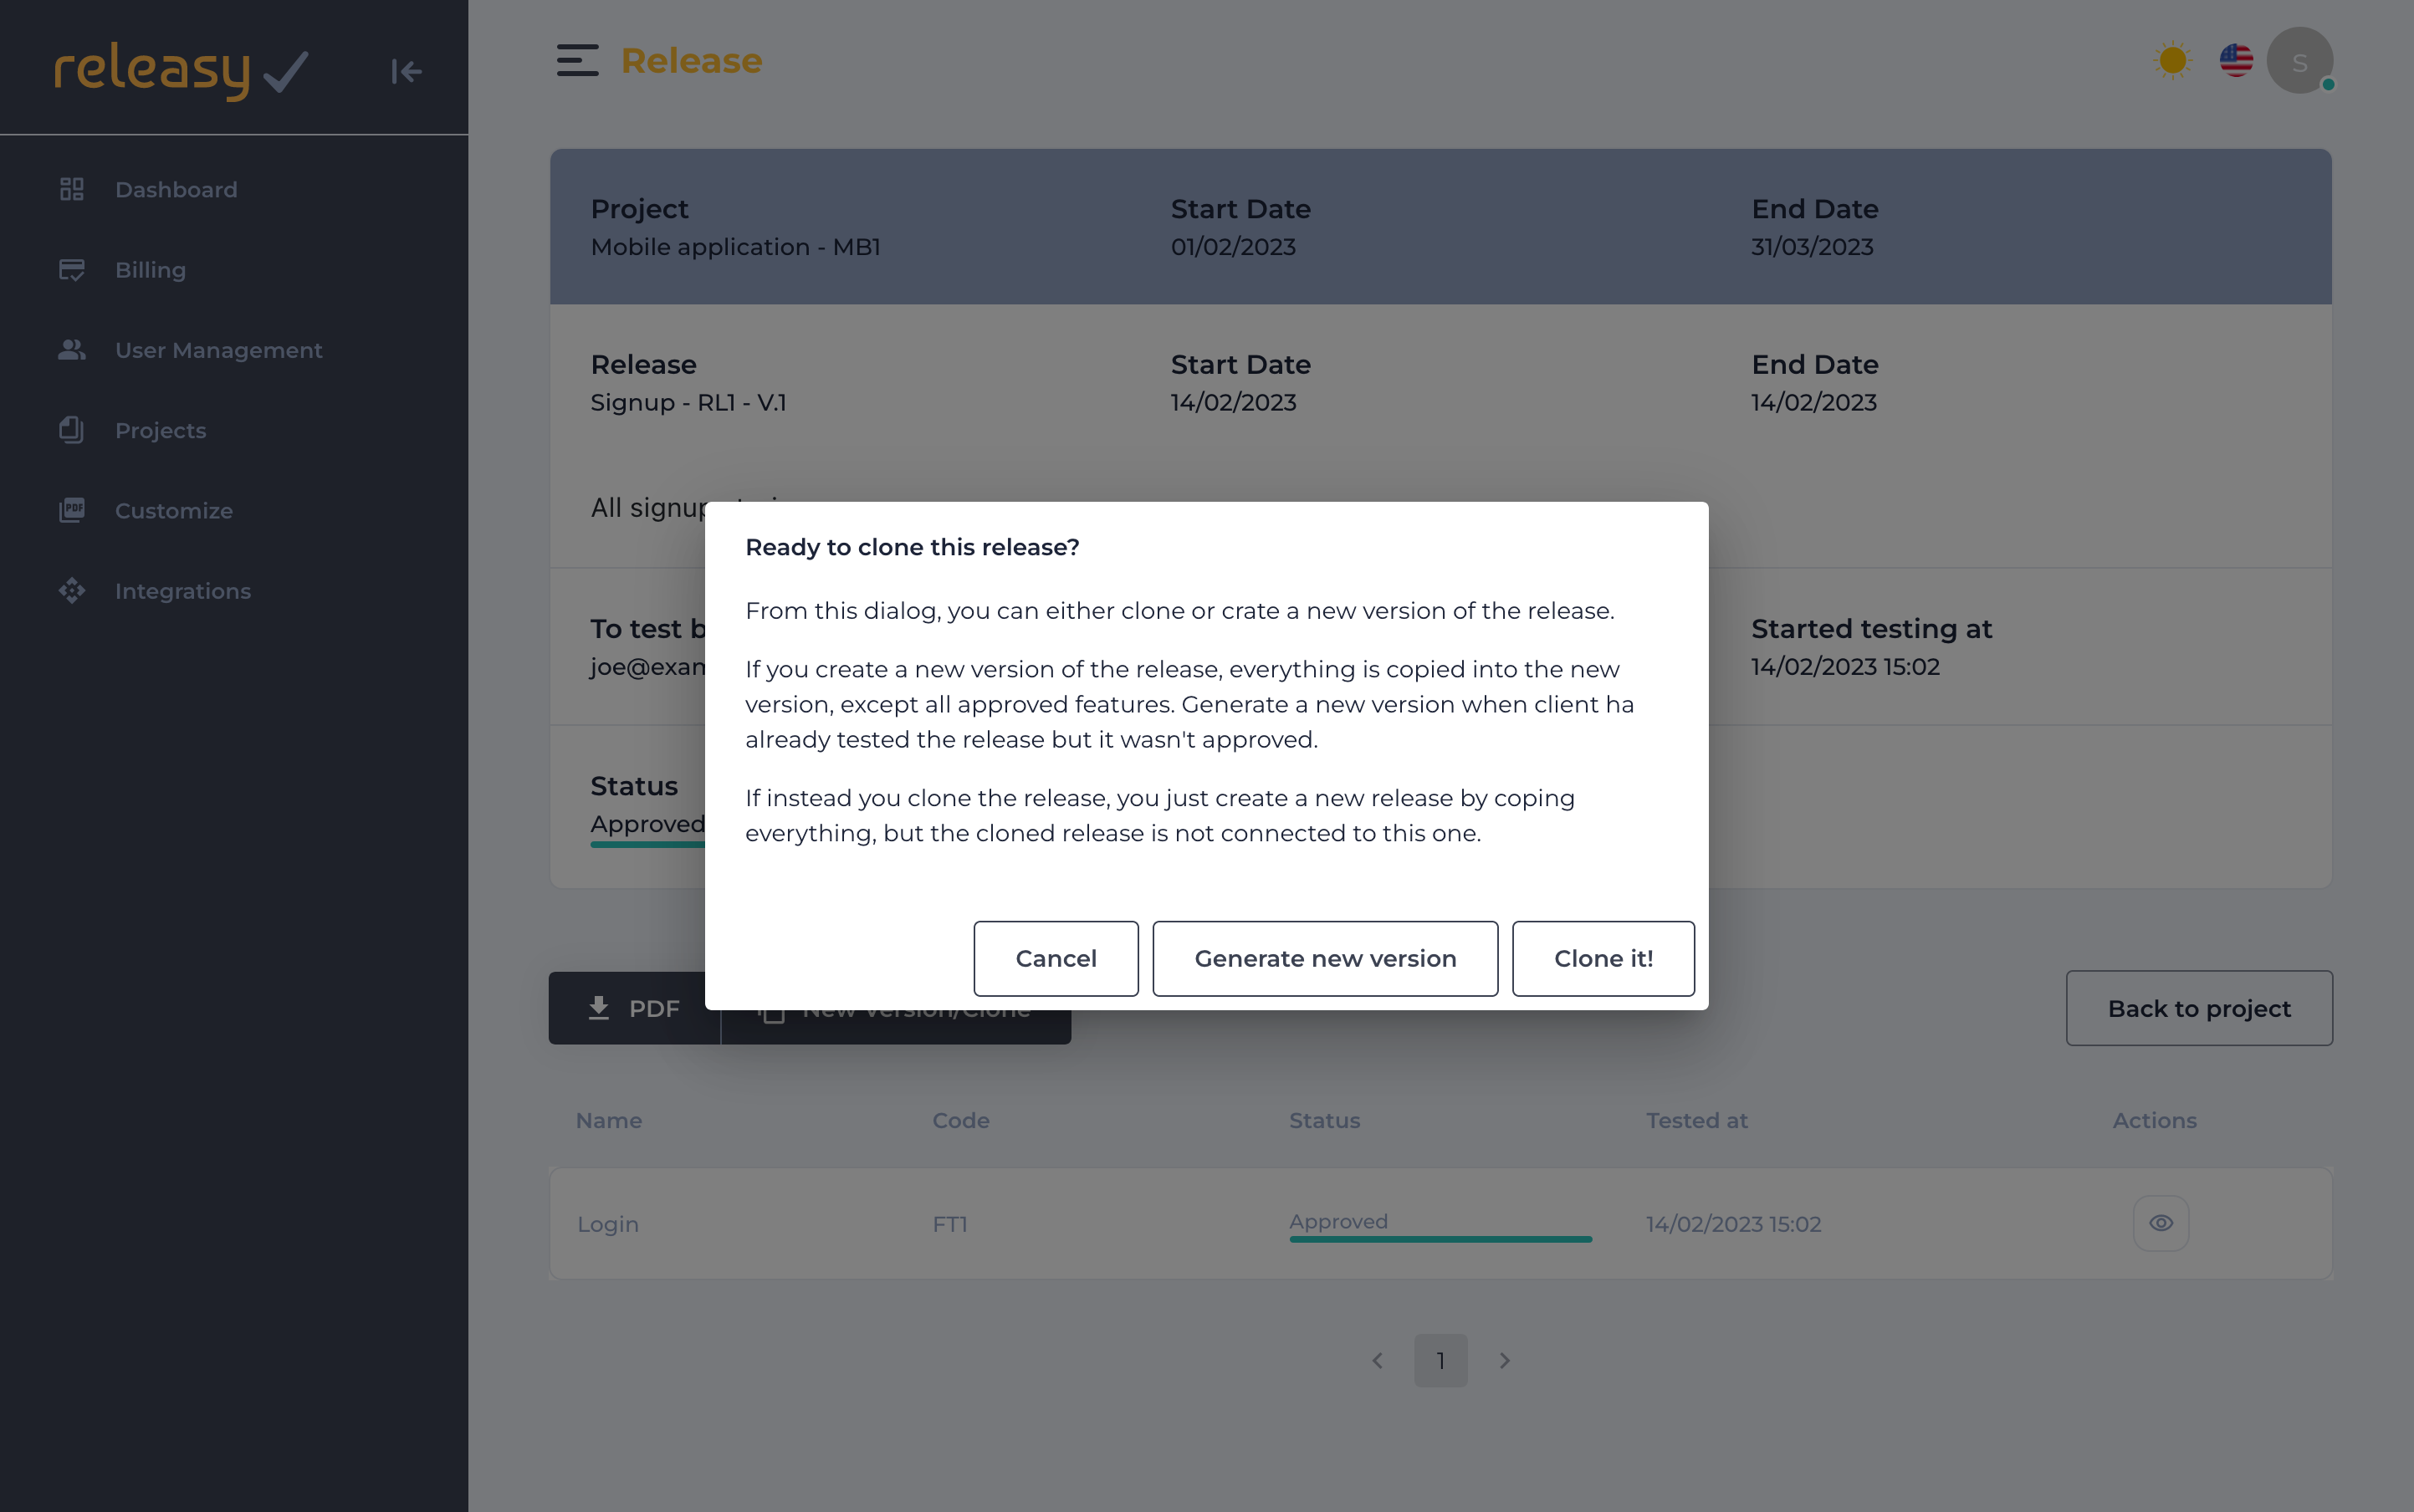 releasy
Release
S
Dashboard
Billing
User Management
Projects
PDF
Customize
Integrations
Project
Mobile application - MB1
Start Date
01/02/2023
End Date
31/03/2023
Release
Signup - RL1 - V.1
Start Date
14/02/2023
End Date
14/02/2023
All
To test
Started testing at
14/02/2023 15:02
Status
Approved
Ready to clone this release?
From this dialog, you can either clone or crate a new version of the release.
If you create a new version of the release, everything is copied into the new
version, except all approved features. Generate a new version when client ha
already tested the release but it wasn't approved.
If instead you clone the release, you just create a new release by coping
everything, but the cloned release is not connected to this one.
Cancel
Generate new version
Clone it!
PDF
New Version/Clone
Back to project
Name
Code
Status
Tested at
Actions
Login
FT1
Approved
14/02/2023 15:02
1